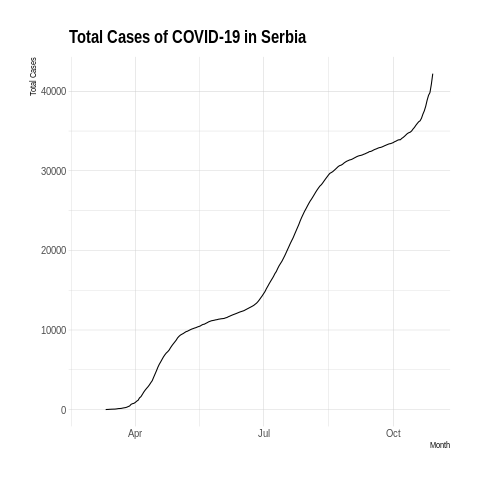 Total Cases of COVID-19 in Serbia
Total Cases
40000
30000
20000
10000
0
Apr Jul Oct
Month